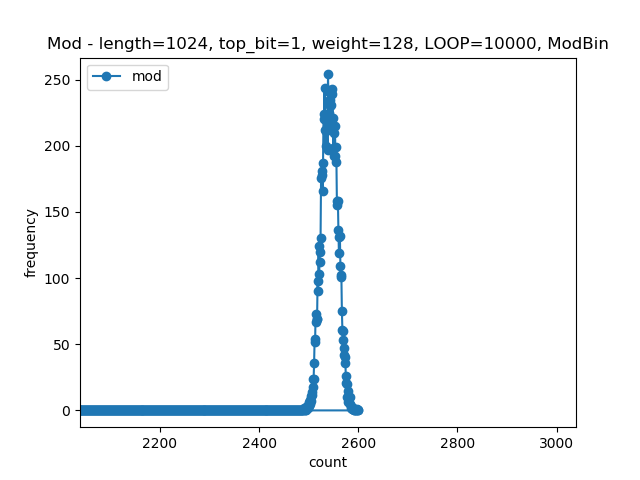 Mod - length=1024, top_bit=1, weight=128, LOOP=10000, ModBin
mod
250
200
150
100
50
0
frequency
2200 2400 2600 2800 3000
count